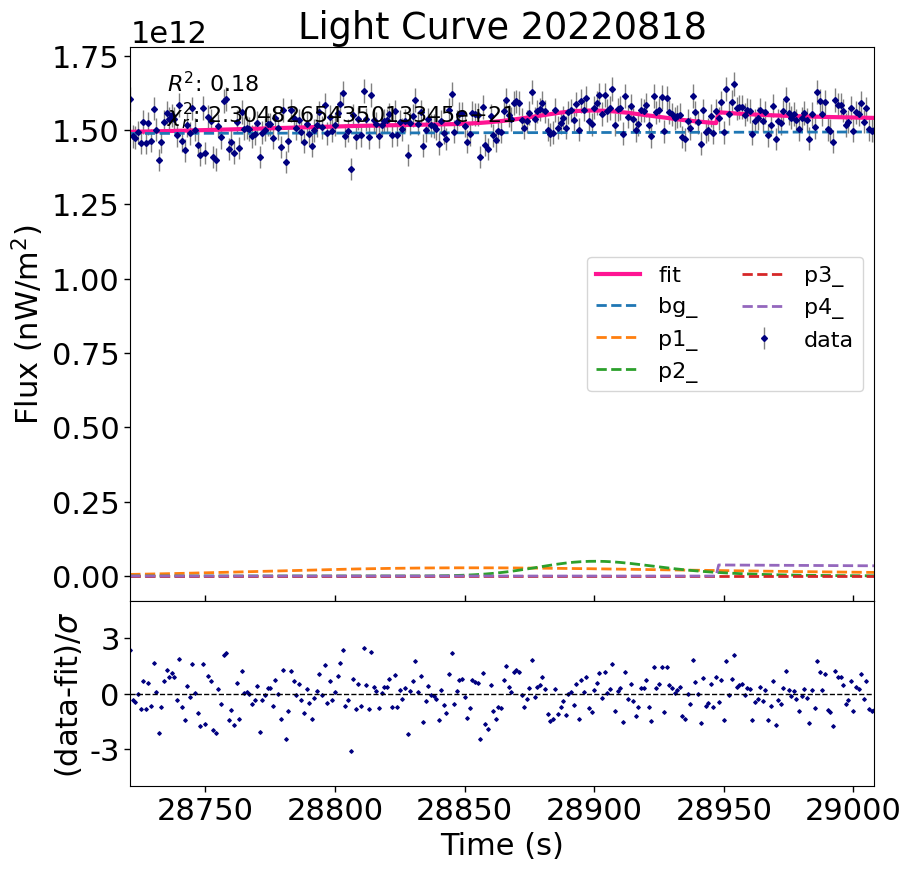 Light Curve 20220818
1e12
1.75
1.50
1.25
1.00
0.75
0.50
0.25
0.00
Flux (nW/m²)
R²: 0.18
fit
bg_
p1_
p2_
p3_
p4_
data
3
0
-3
(data-fit)/σ
28750 28800 28850 28900 28950 29000
Time (s)